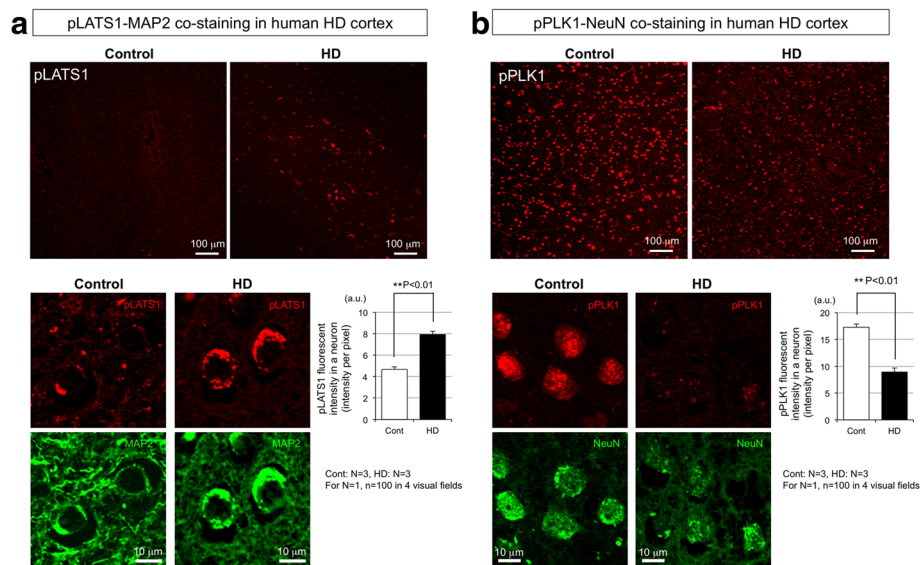 a
pLATS1-MAP2 co-staining in human HD cortex
Control
HD
pLATS1
100 μm
100 μm
Control
HD
pLATS1
pLATS1
MAP2
MAP2
10 μm
10 μm
(a.u.)
**P<0.01
pLATS1 fluorescent
intensity in a neuron
(intensity per pixel)
10
8
6
4
2
0
Cont
HD
Cont: N=3, HD: N=3
For N=1, n=100 in 4 visual fields
b
pPLK1-NeuN co-staining in human HD cortex
Control
HD
pPLK1
100 μm
100 μm
Control
HD
pPLK1
pPLK1
NeuN
NeuN
10 μm
10 μm
(a.u.)
**P<0.01
pPLK1 fluorescent
intensity in a neuron
(intensity per pixel)
20
15
10
5
0
Cont
HD
Cont: N=3, HD: N=3
For N=1, n=100 in 4 visual fields